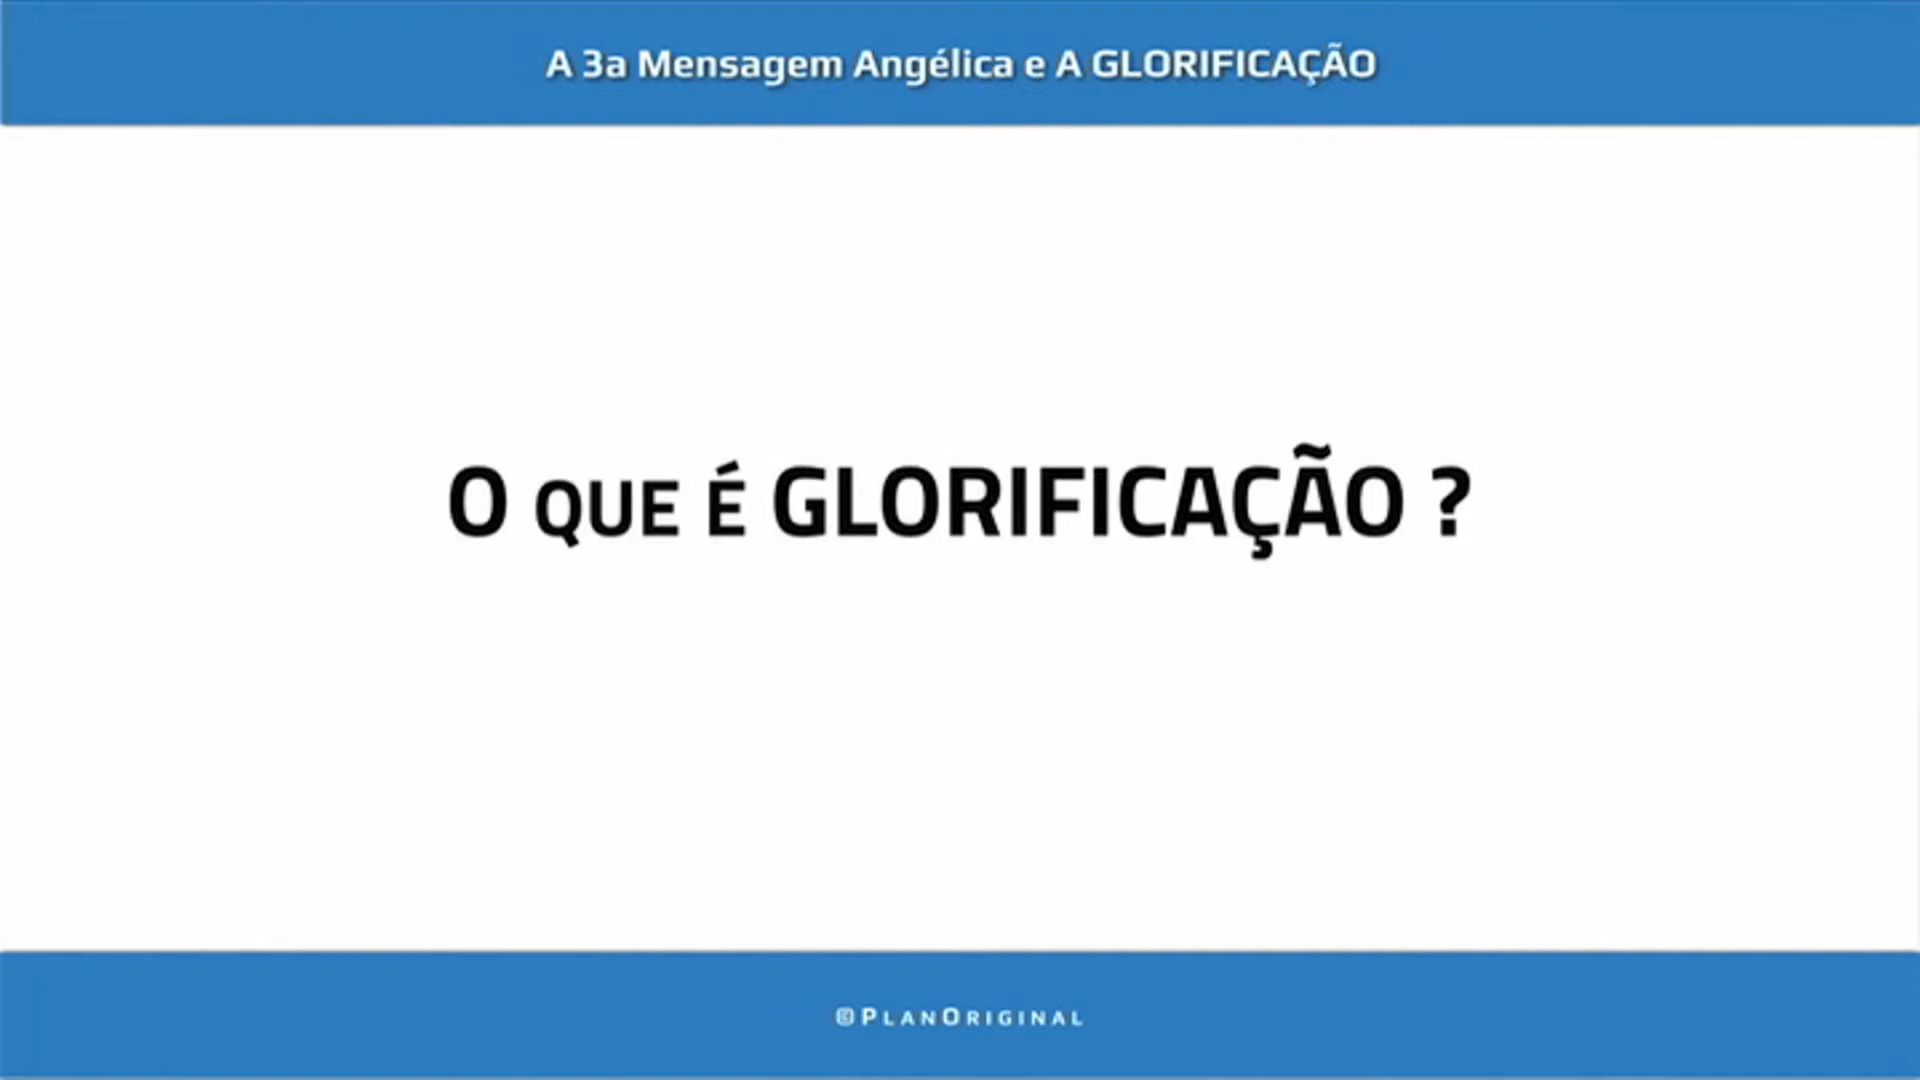 A 3a Mensagem Angélica e A GLORIFICAÇÃO
O QUE É GLORIFICAÇÃO ?
©PLANORIGINAL